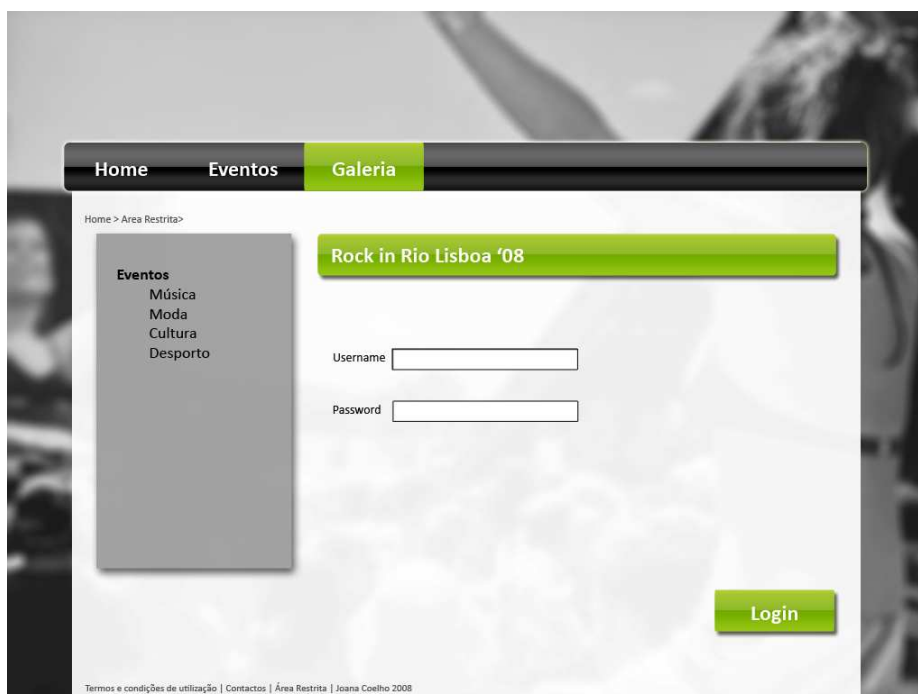 Home Eventos Galeria
Home > Area Restrita>
Eventos
Música
Moda
Cultura
Desporto
Rock in Rio Lisboa ‘08
Username
Password
Login
Termos e condições de utilização | Contactos | Área Restrita | Joana Coelho 2008